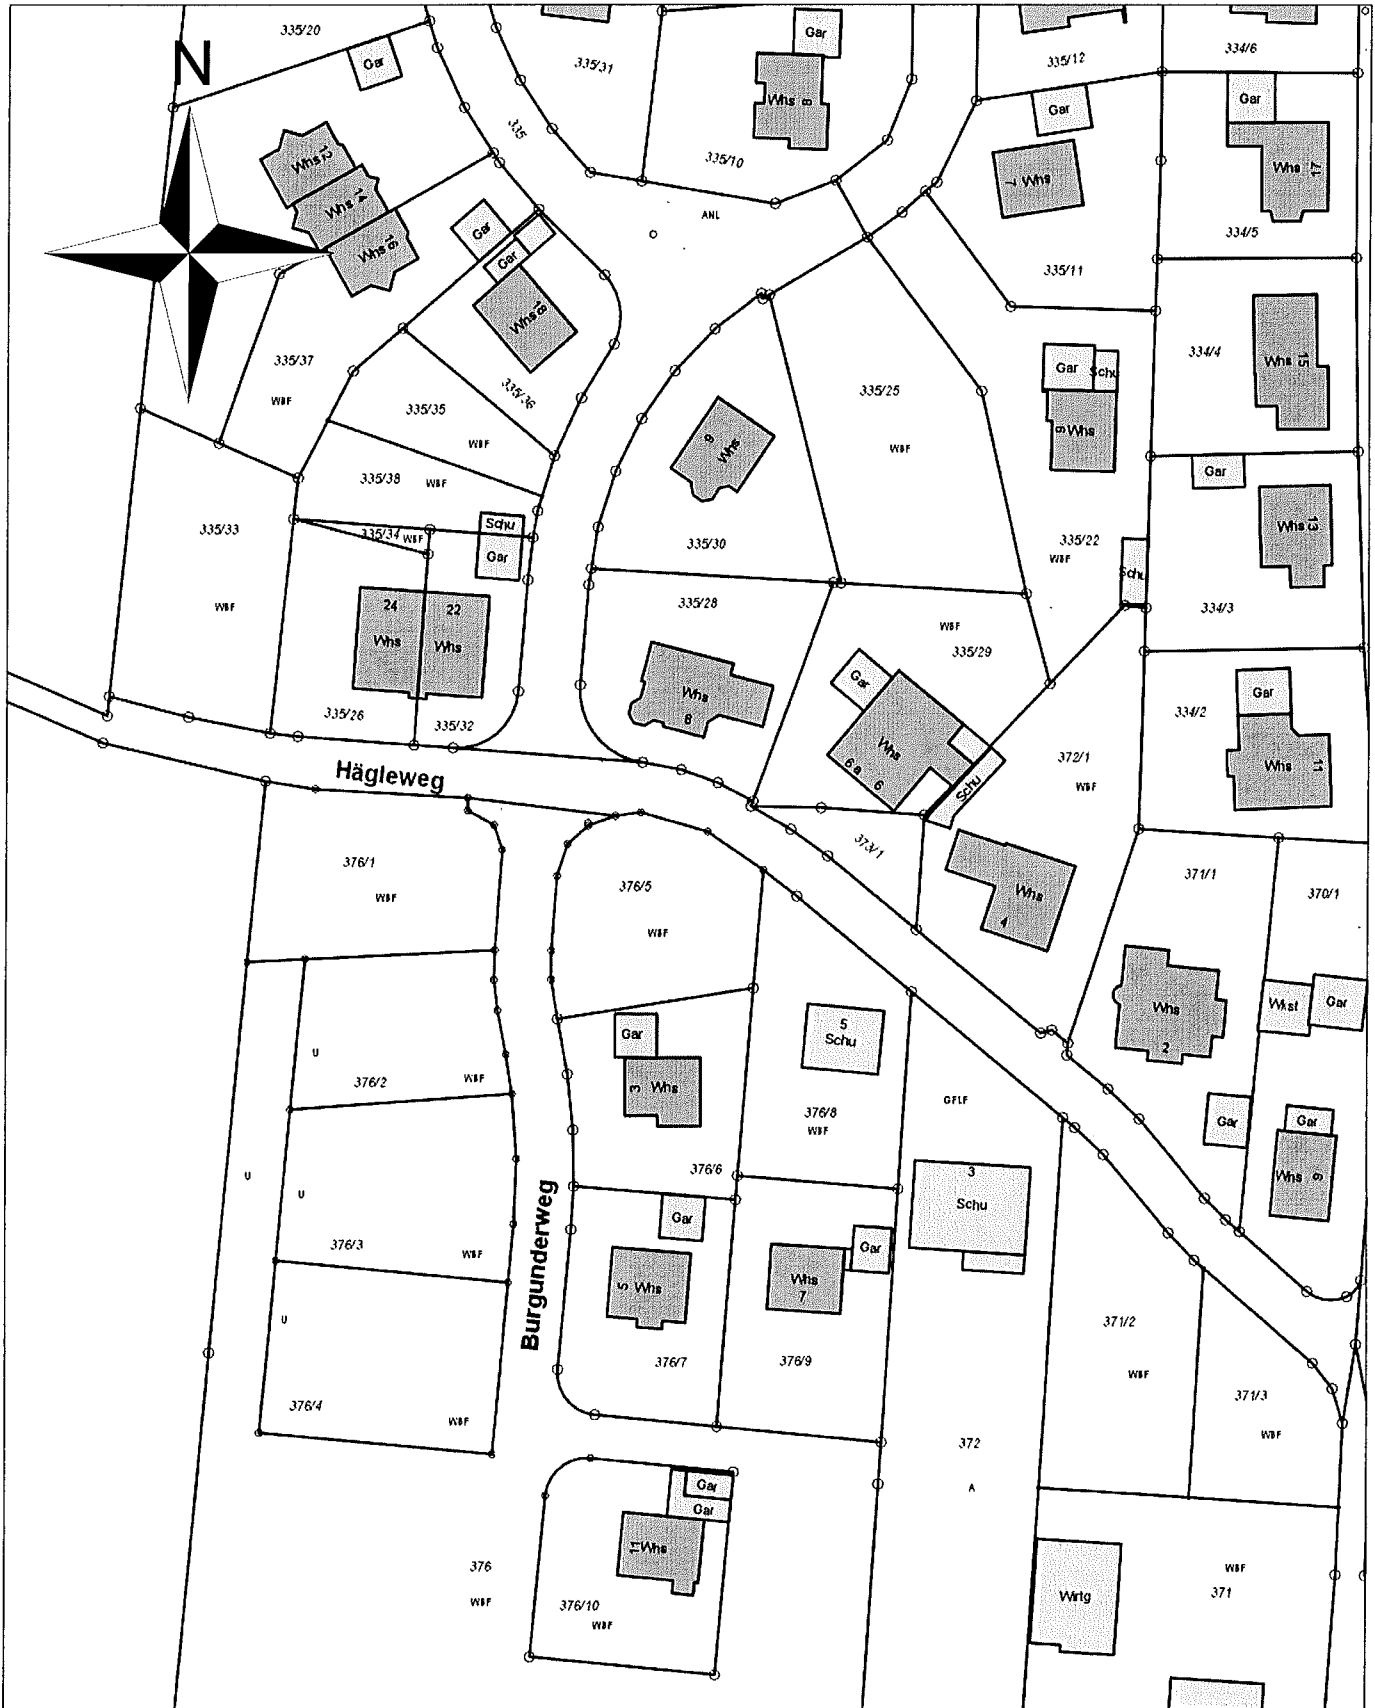 N
335/20
Gar
335/31
Gar
Whs 8
335/12
334/6
Gar
Gar
335
335/10
Whs 12
Whs 14
Whs 16
7 Whs
Whs 17
Gar
Gar
ANL
334/5
335/11
Whs 18
335/37
WBF
335/36
334/4
Gar
Schu
Whs 15
335/25
335/35
WBF
9 Whs
9 Whs
WBF
335/38
WBF
Gar
Schu
335/33
335/34
WBF
Gar
335/30
335/22
WBF
Whs 13
Schu
WBF
24
Whs
22
Whs
335/28
334/3
WBF
335/29
Gar
Whs
8
Gar
335/26
335/32
334/2
Whs
6 a
6
372/1
WBF
Whs 11
Schu
Hägleweg
373/1
376/1
WBF
376/5
WBF
371/1
370/1
Whs
4
Whs
2
Wkst
Gar
5
Schu
Gar
3 Whs
U
376/2
WBF
GFLF
376/8
WBF
Gar
Gar
Whs 9
376/6
U
U
3
Schu
Burgunderweg
Gar
376/3
WBF
Gar
5 Whs
Whs
7
U
371/2
376/7
376/9
WBF
371/3
376/4
WBF
WBF
372
A
Gar
Gar
11 Whs
376
WBF
376/10
WBF
Wirtg
WBF
371